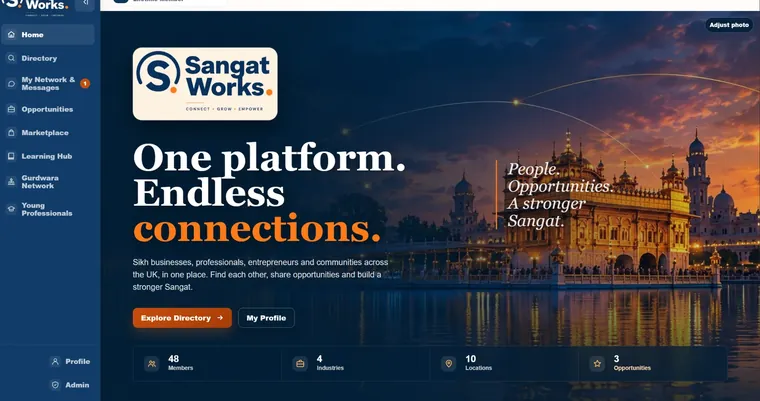 S.
Works.
CONNECT • GROW • EMPOWER
Home
Directory
My Network &
Messages
1
Opportunities
Marketplace
Learning Hub
Gurdwara
Network
Young
Professionals
Profile
Admin
Adjust photo
S.
Sangat
Works.
CONNECT • GROW • EMPOWER
One platform.
Endless
connections.
People.
Opportunities.
A stronger
Sangat.
Sikh businesses, professionals, entrepreneurs and communities across
the UK, in one place. Find each other, share opportunities and build a
stronger Sangat.
Explore Directory →
My Profile
48
Members
4
Industries
10
Locations
3
Opportunities